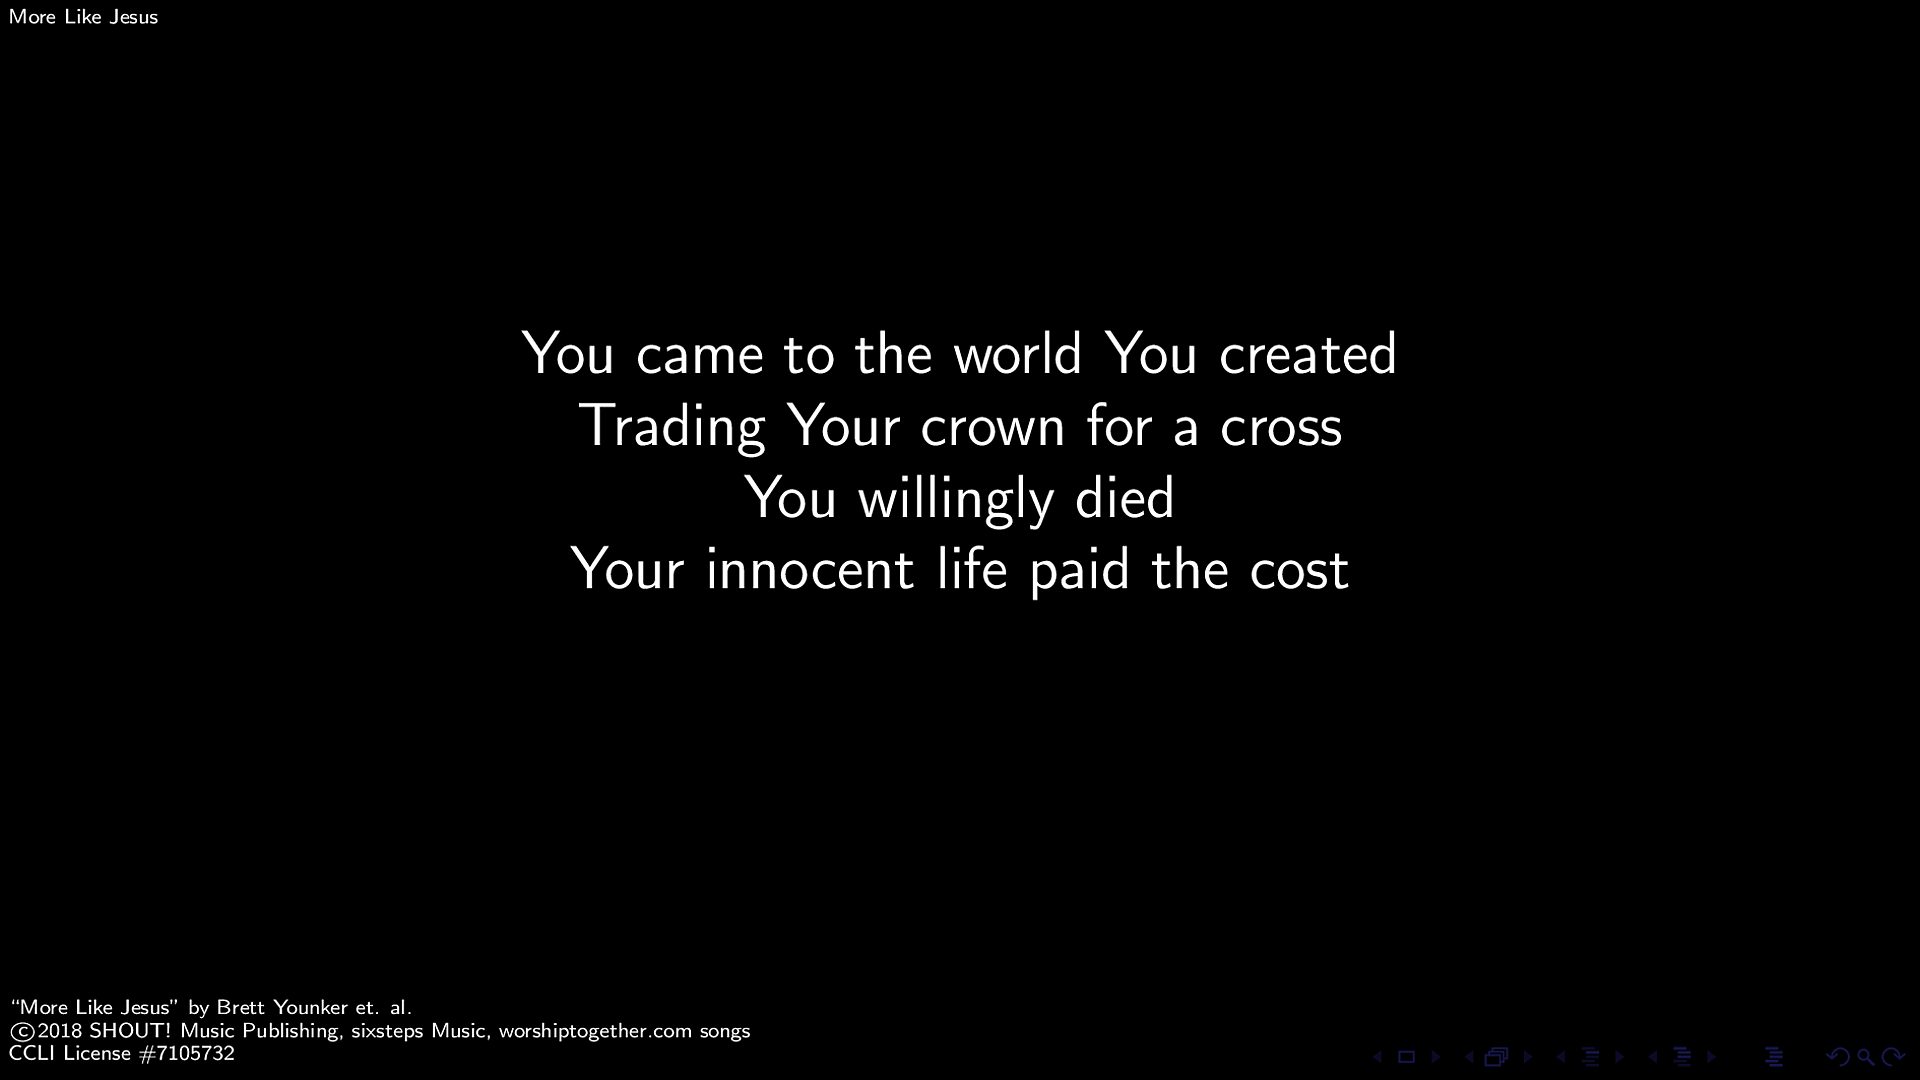 More Like Jesus
You came to the world You created
Trading Your crown for a cross
You willingly died
Your innocent life paid the cost
“More Like Jesus” by Brett Younker et. al.
©2018 SHOUT! Music Publishing, sixsteps Music, worshiptogether.com songs
CCLI License #7105732